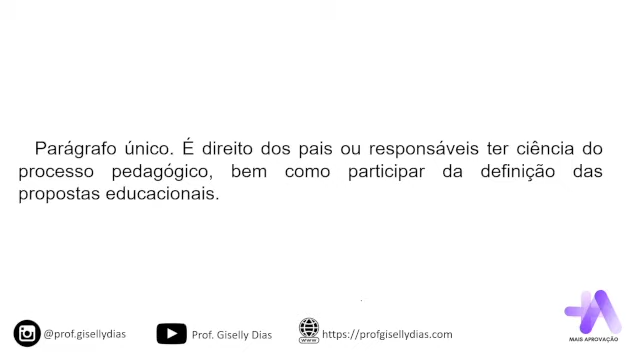 Parágrafo único. É direito dos pais ou responsáveis ter ciência do
processo pedagógico, bem como participar da definição das
propostas educacionais.
@prof.gisellydias
Prof. Giselly Dias
WWW
https://profgisellydias.com
MAIS APROVAÇÃO